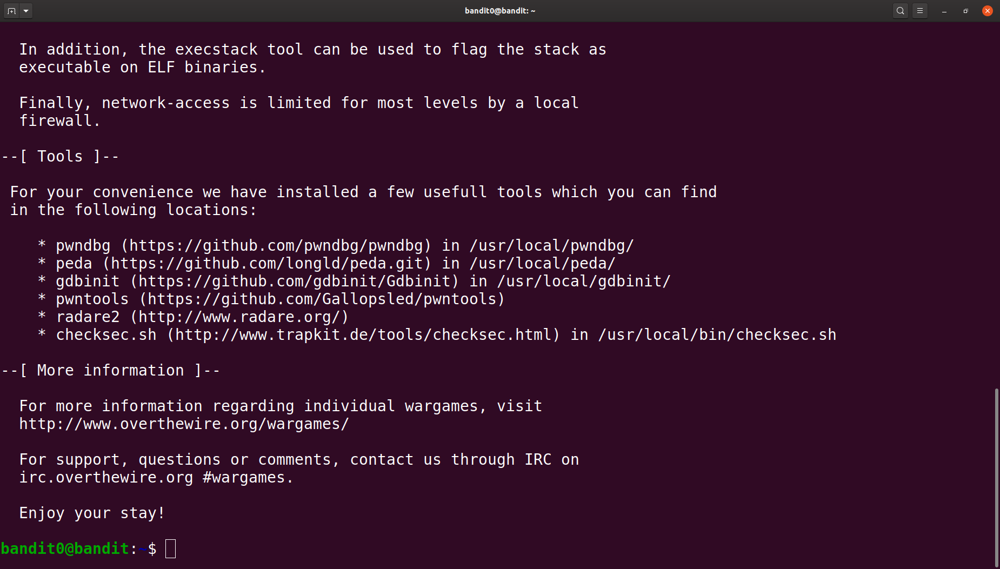 bandit0@bandit: ~
In addition, the execstack tool can be used to flag the stack as
executable on ELF binaries.
Finally, network-access is limited for most levels by a local
firewall.
--[ Tools ]--
For your convenience we have installed a few usefull tools which you can find
in the following locations:
* pwndbg (https://github.com/pwndbg/pwndbg) in /usr/local/pwndbg/
* peda (https://github.com/longld/peda.git) in /usr/local/peda/
* gdbinit (https://github.com/gdbinit/Gdbinit) in /usr/local/gdbinit/
* pwntools (https://github.com/Gallopsled/pwntools)
* radare2 (http://www.radare.org/)
* checksec.sh (http://www.trapkit.de/tools/checksec.html) in /usr/local/bin/checksec.sh
--[ More information ]--
For more information regarding individual wargames, visit
http://www.overthewire.org/wargames/
For support, questions or comments, contact us through IRC on
irc.overthewire.org #wargames.
Enjoy your stay!
bandit0@bandit:~$